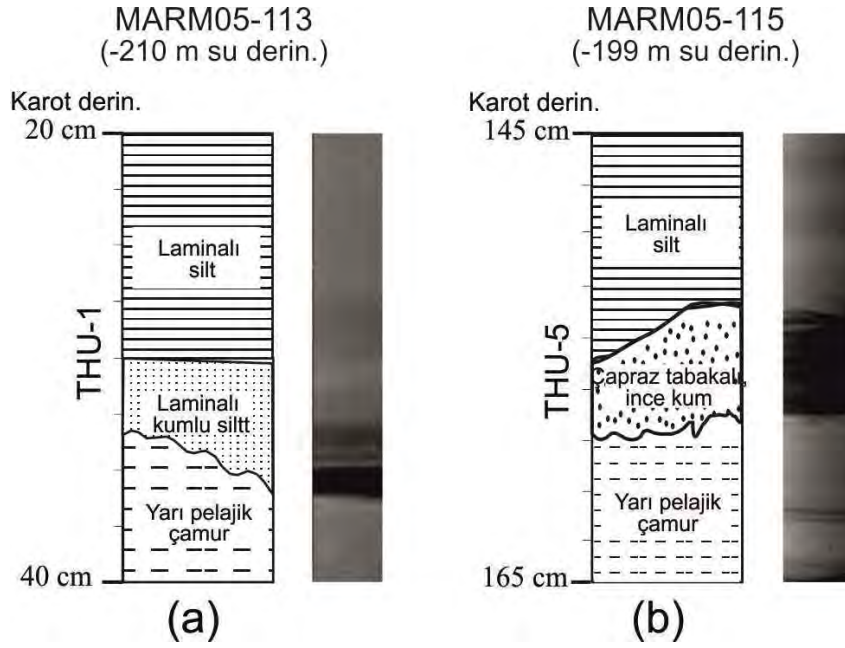 MARM05-113
(-210 m su derin.)
Karot derin.
20 cm
Laminalı
silt
THU-1
Laminalı
kumlu siltt
Yarı pelajik
çamur
40 cm
(a)
MARM05-115
(-199 m su derin.)
Karot derin.
145 cm
Laminalı
silt
THU-5
Çapraz tabakalı,
ince kum
Yarı pelajik
çamur
165 cm
(b)